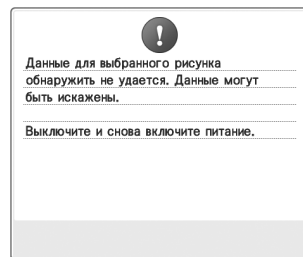 Данные для выбранного рисунка
обнаружить не удается. Данные могут
быть искажены.
Выключите и снова включите питание.